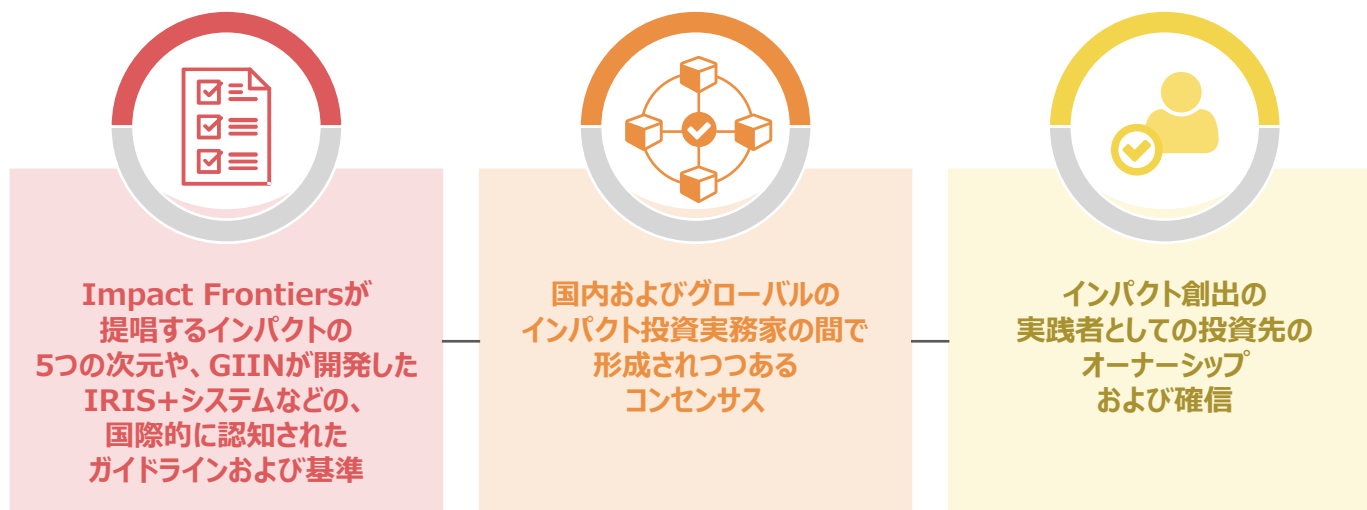 Impact Frontiersが
提唱するインパクトの
5つの次元や、GIINが開発した
IRIS+システムなどの、
国際的に認知された
ガイドラインおよび基準
国内およびグローバルの
インパクト投資実務家の間で
形成されつつある
コンセンサス
インパクト創出の
実践者としての投資先の
オーナーシップ
および確信